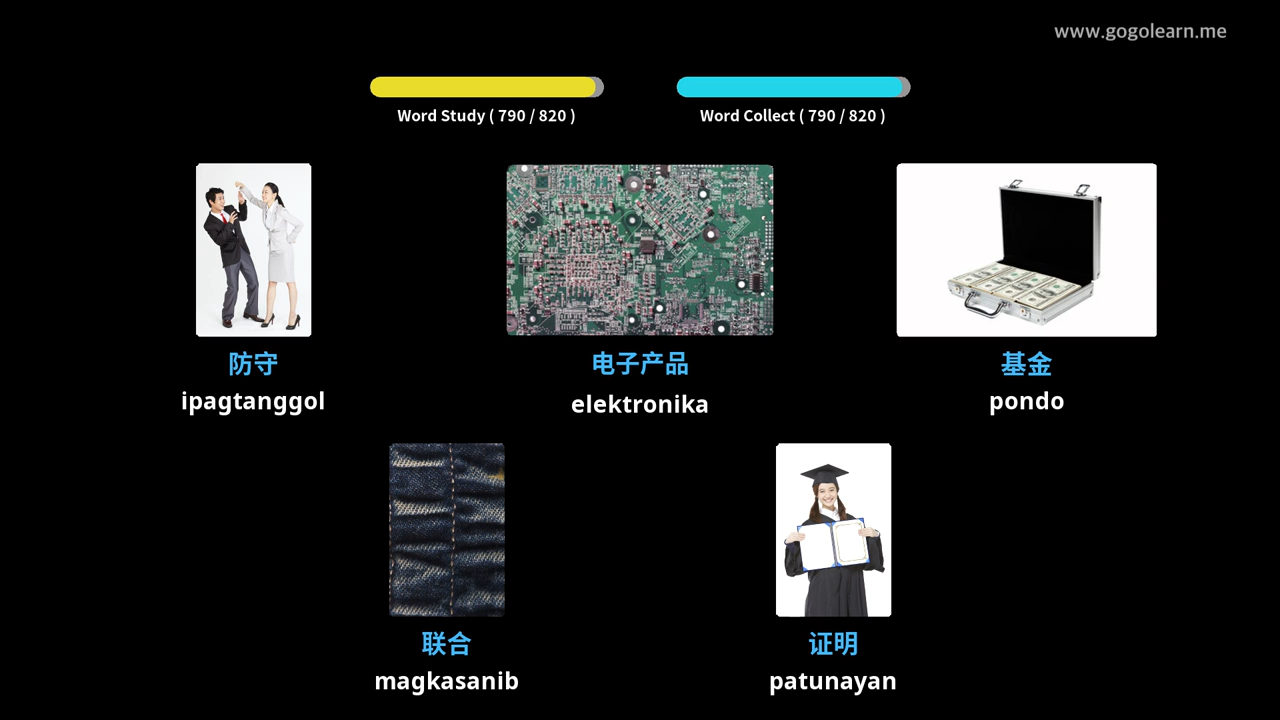 www.gogolearn.me
Word Study ( 790 / 820 )
Word Collect ( 790 / 820 )
防守
ipagtanggol
电子产品
elektronika
基金
pondo
联合
magkasanib
证明
patunayan